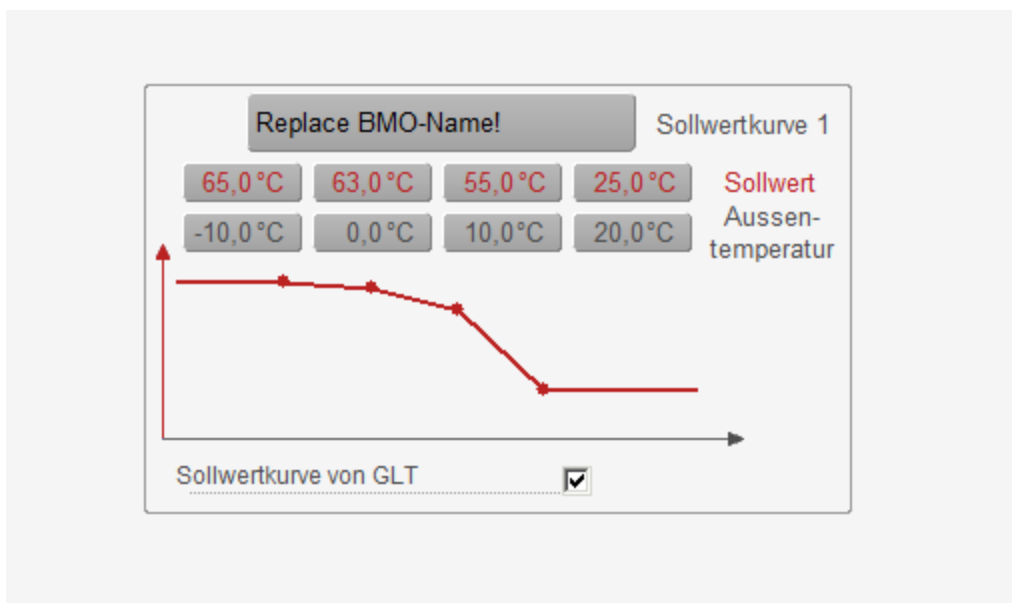 Replace BMO-Name! Sollwertkurve 1
65,0°C 63,0°C 55,0°C 25,0°C Sollwert
-10,0°C 0,0°C 10,0°C 20,0°C Aussen-
temperatur
Sollwertkurve von GLT